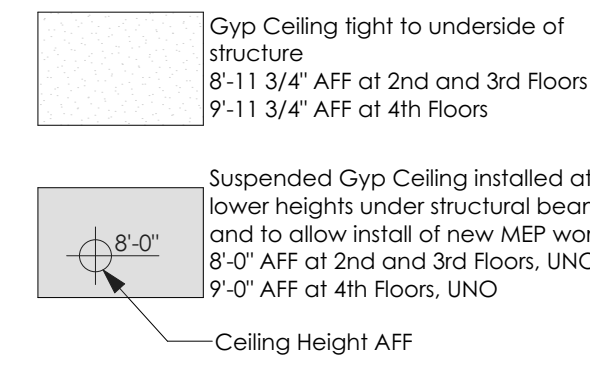 Gyp Ceiling tight to underside of
structure
8'-11 3/4" AFF at 2nd and 3rd Floors
9'-11 3/4" AFF at 4th Floors
Suspended Gyp Ceiling installed at
lower heights under structural
and to allow install of new MEP
8'-0" AFF at 2nd and 3rd Floors,
9'-0" AFF at 4th Floors, UNO
8'-0"
Ceiling Height AFF